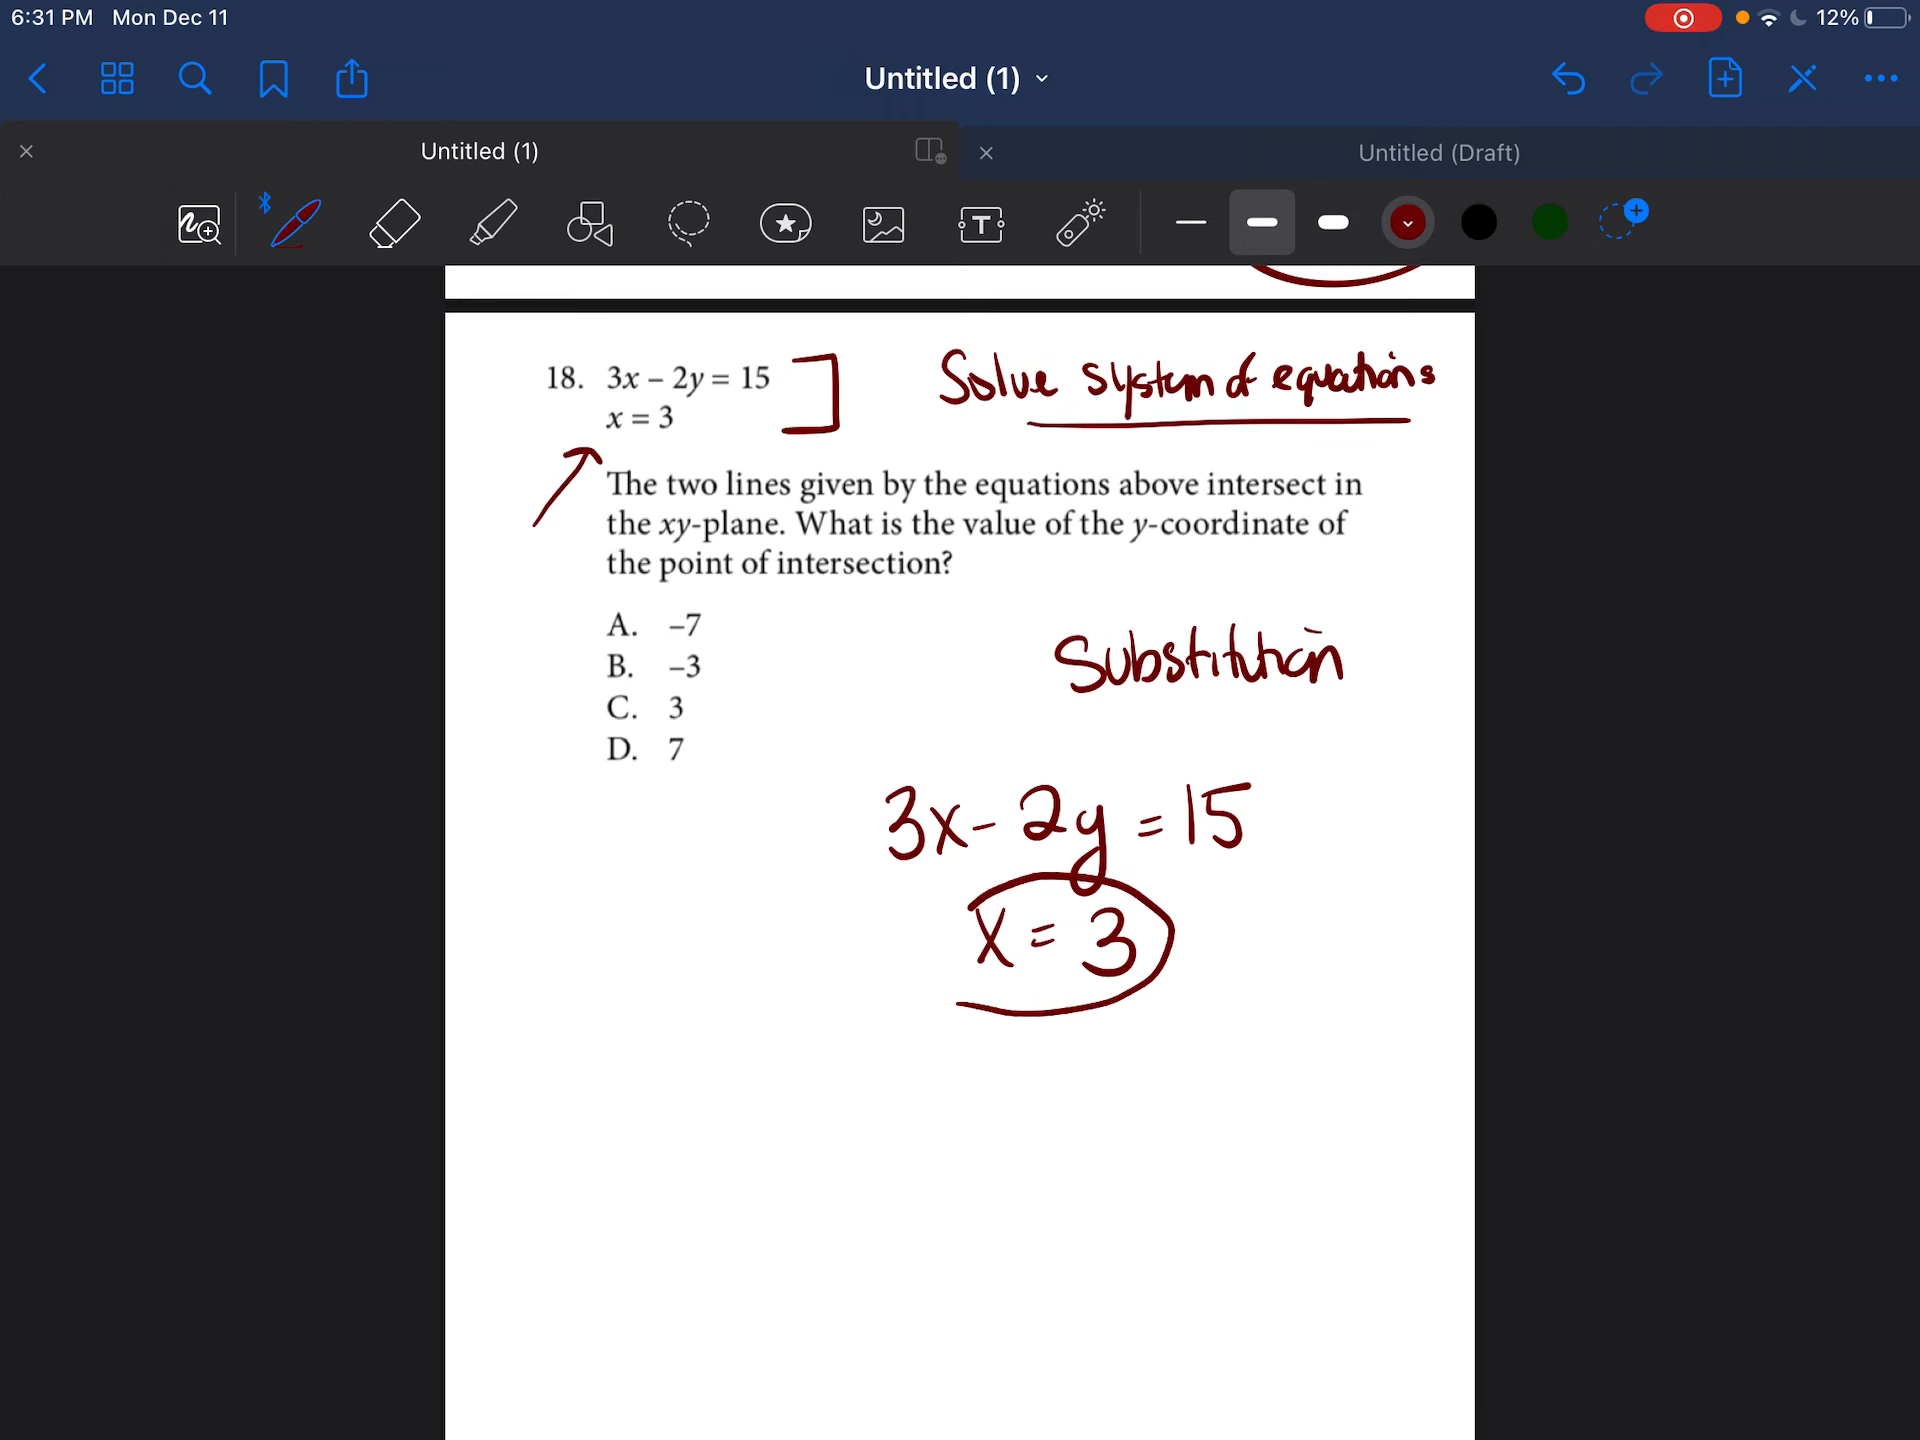 6:31 PM Mon Dec 11
12%
Untitled (1)
Untitled (1)
Untitled (Draft)
T
18. 3x – 2y = 15
x = 3
Solve system of equations
The two lines given by the equations above intersect in
the xy-plane. What is the value of the y-coordinate of
the point of intersection?
A. –7
B. –3
C. 3
D. 7
Substitution
3x - 2y = 15
x = 3